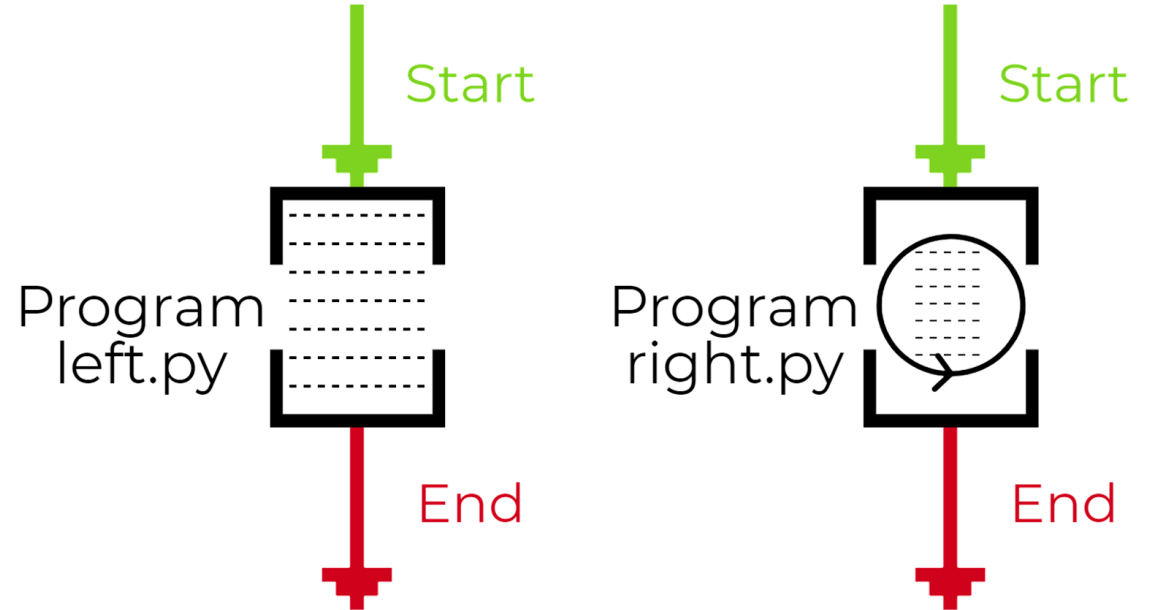 Start
Program
left.py
End
Start
Program
right.py
End